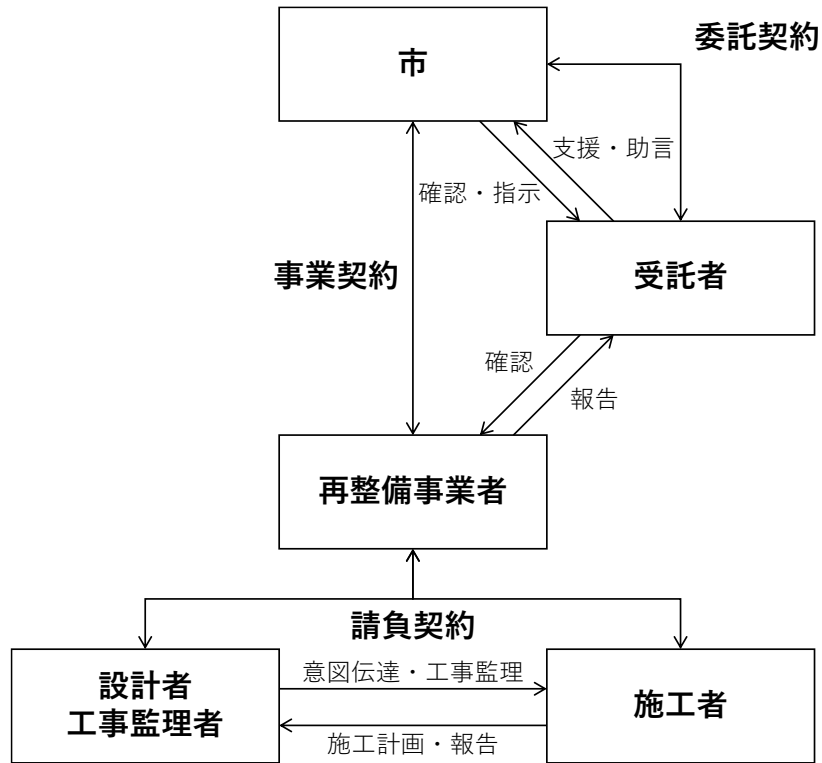 委託契約
市
支援・助言
確認・指示
事業契約
受託者
確認
報告
再整備事業者
請負契約
設計者
工事監理者
意図伝達・工事監理
施工者
施工計画・報告